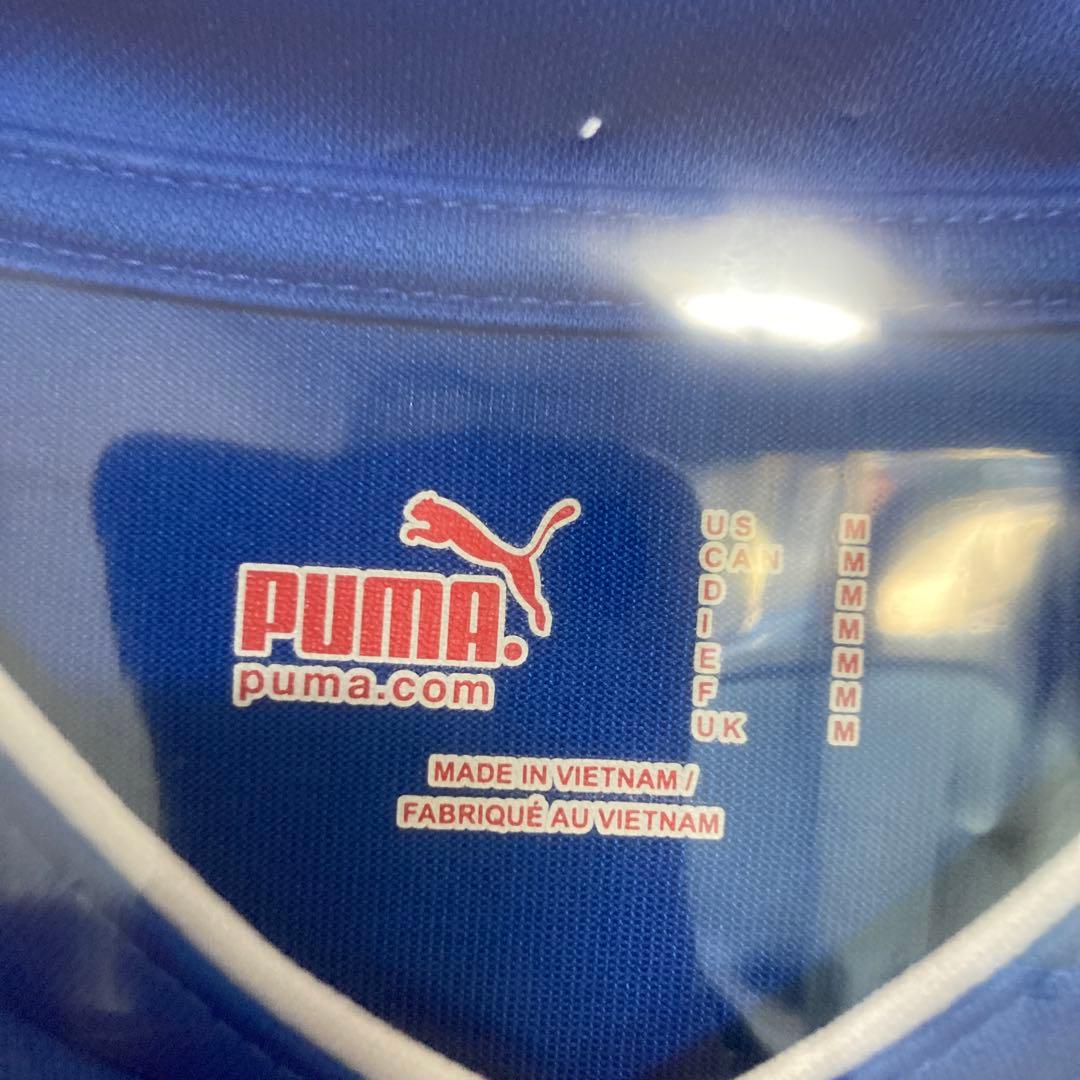 PUMA.
puma.com
US M
CAN M
D M
I M
E M
F M
UK M
MADE IN VIETNAM /
FABRIQUÉ AU VIETNAM